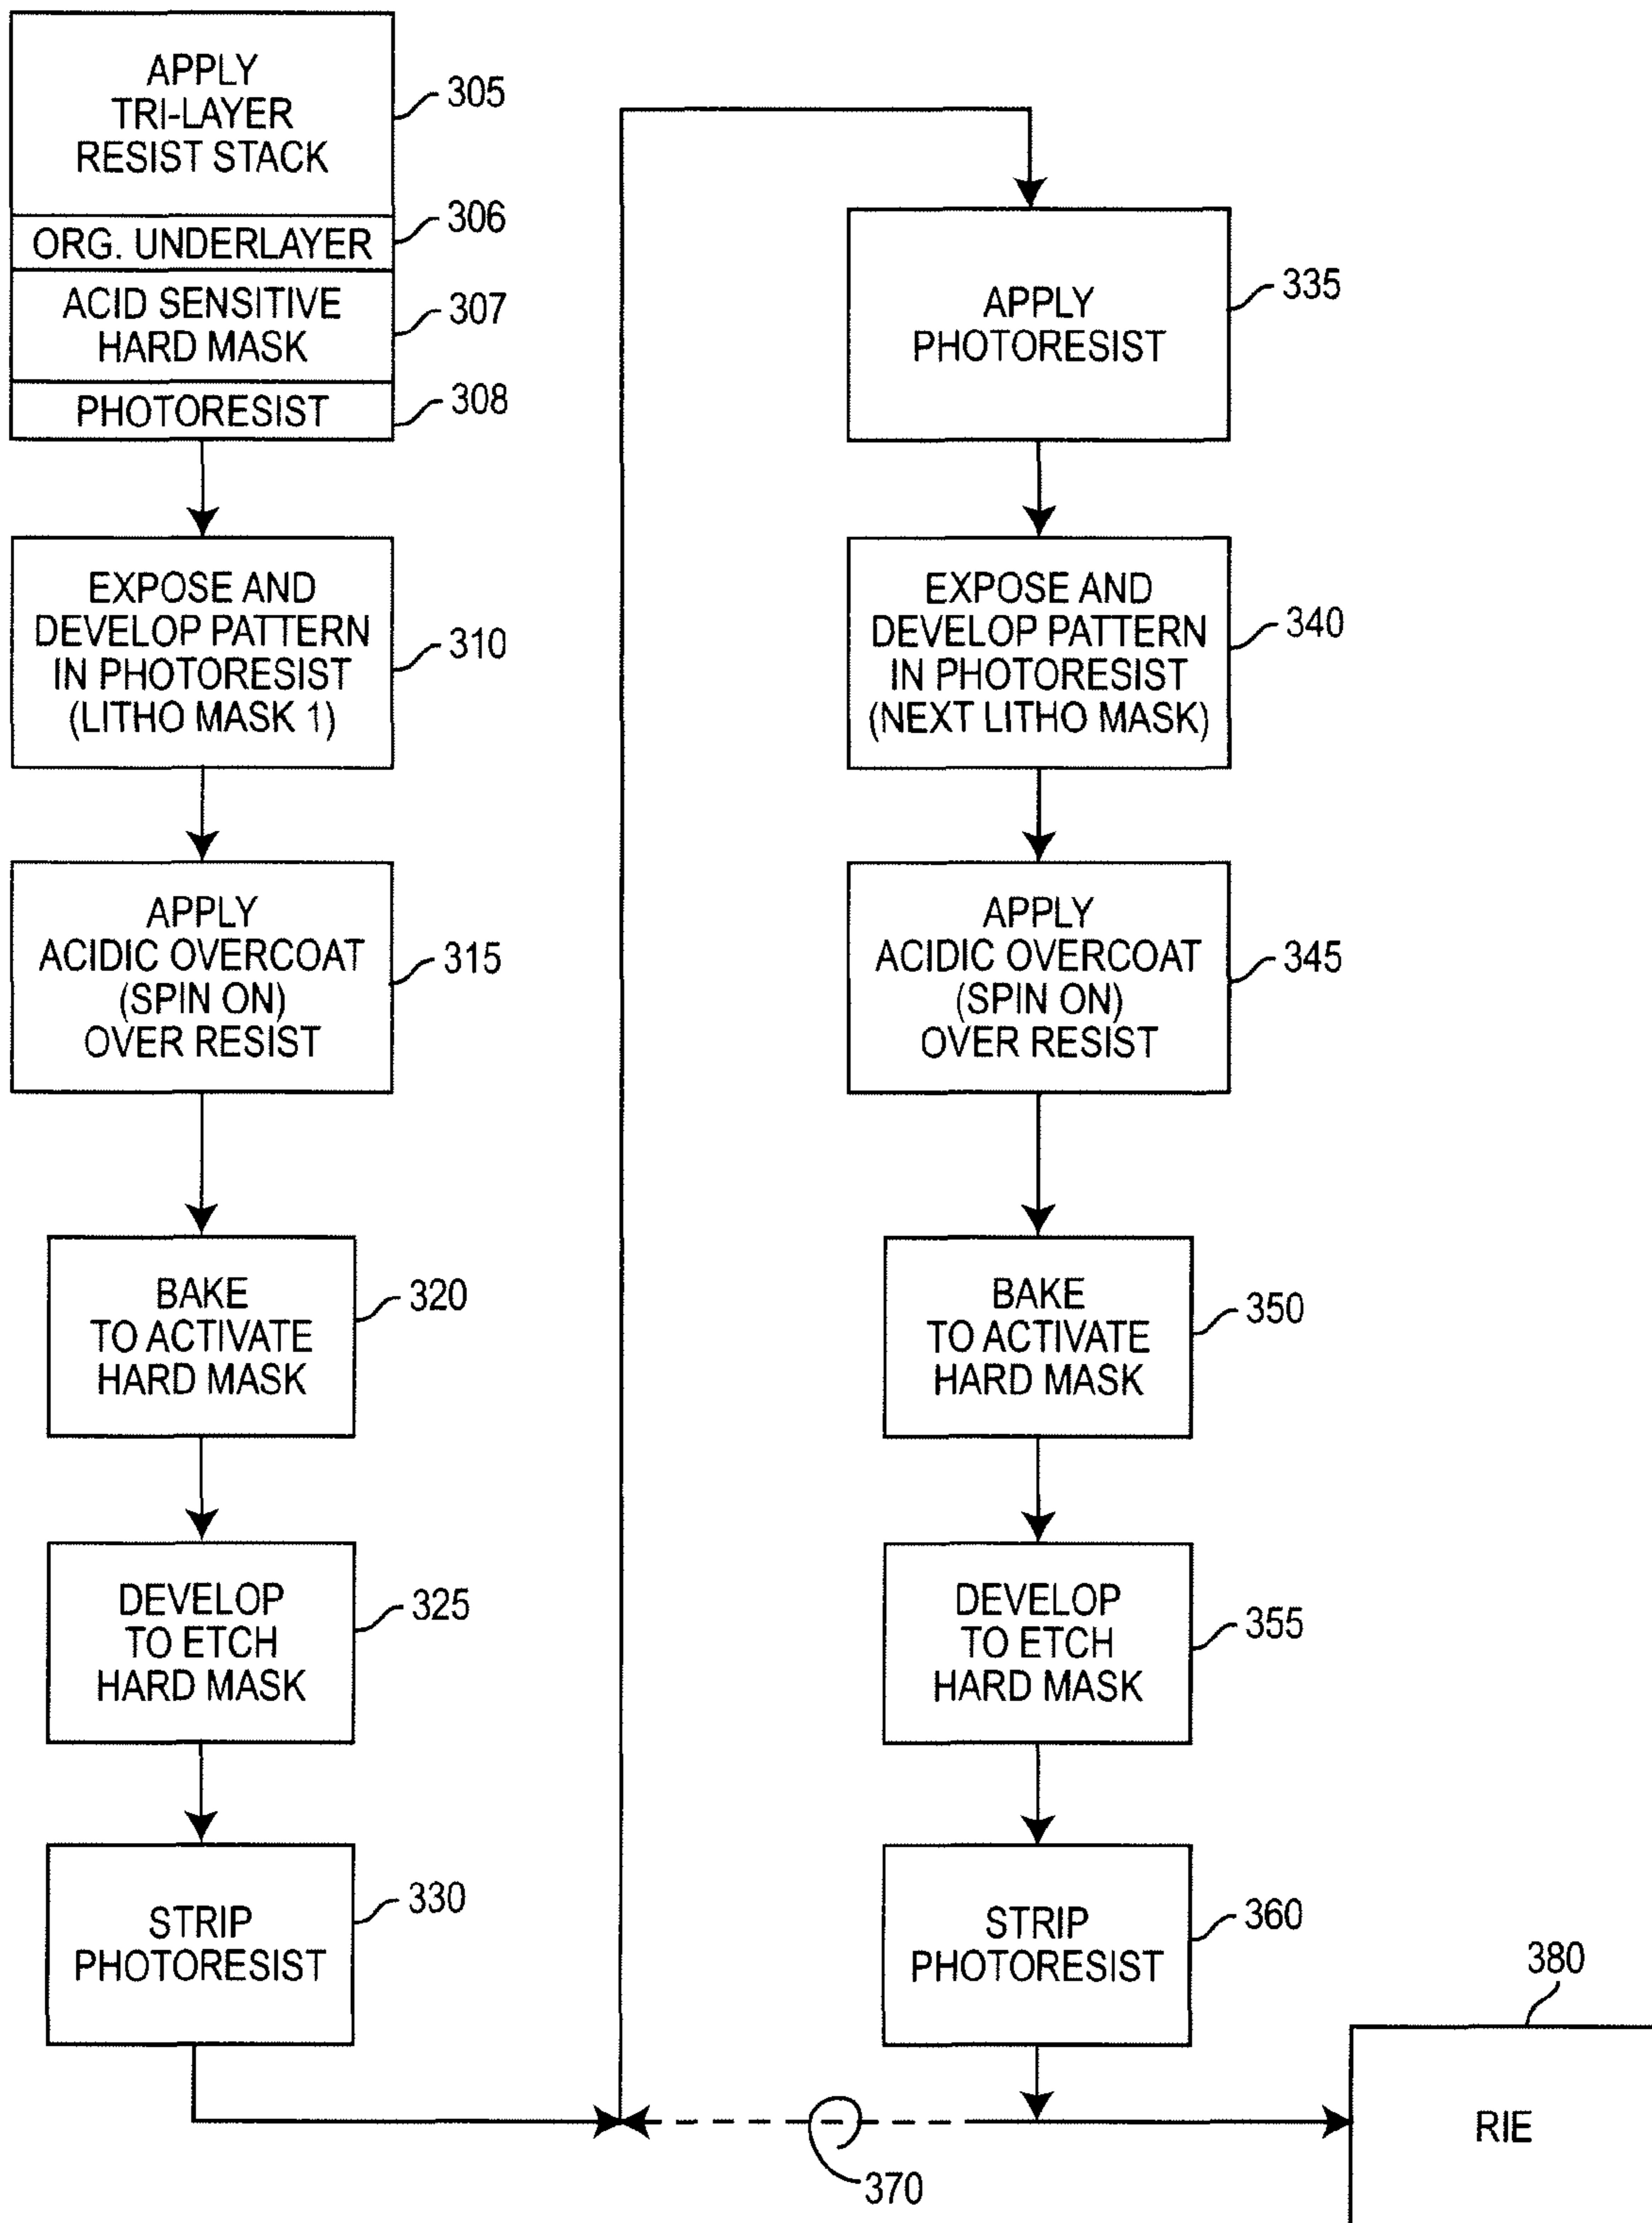 APPLY
TRI-LAYER
RESIST STACK
305
306
ORG. UNDERLAYER
ACID SENSITIVE
HARD MASK
307
PHOTORESIST
308
EXPOSE AND
DEVELOP PATTERN
IN PHOTORESIST
(LITHO MASK 1)
310
APPLY
ACIDIC OVERCOAT
(SPIN ON)
OVER RESIST
315
BAKE
TO ACTIVATE
HARD MASK
320
DEVELOP
TO ETCH
HARD MASK
325
STRIP
PHOTORESIST
330
APPLY
PHOTORESIST
335
EXPOSE AND
DEVELOP PATTERN
IN PHOTORESIST
(NEXT LITHO MASK)
340
APPLY
ACIDIC OVERCOAT
(SPIN ON)
OVER RESIST
345
BAKE
TO ACTIVATE
HARD MASK
350
DEVELOP
TO ETCH
HARD MASK
355
STRIP
PHOTORESIST
360
370
380
RIE